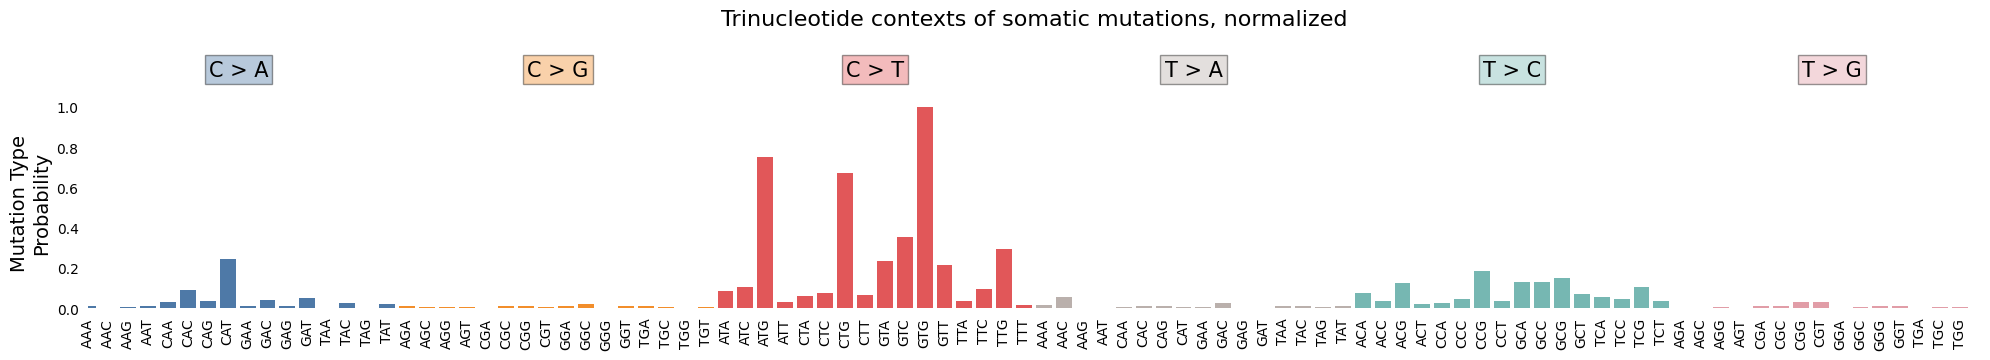 Trinucleotide contexts of somatic mutations, normalized
C > A C > G C > T T > A T > C T > G
Mutation Type
Probability
1.0
0.8
0.6
0.4
0.2
0.0
AAA AAC AAG AAT CAA CAC CAG CAT GAA GAC GAG GAT TAA TAC TAG TAT AGA AGC AGG AGT CGA CGC CGG CGT GGA GGC GGG GGT TGA TGC TGG TGT ATA ATC ATG ATT CTA CTC CTG CTT GTA GTC GTG GTT TTA TTC TTG TTT AAA AAC AAG AAT CAA CAC CAG CAT GAA GAC GAG GAT TAA TAC TAG TAT ACA ACC ACG ACT CCA CCC CCG CCT GCA GCC GCG GCT TCA TCC TCG TCT AGA AGC AGG AGT CGA CGC CGG CGT GGA GGC GGG GGT TGA TGC TGG